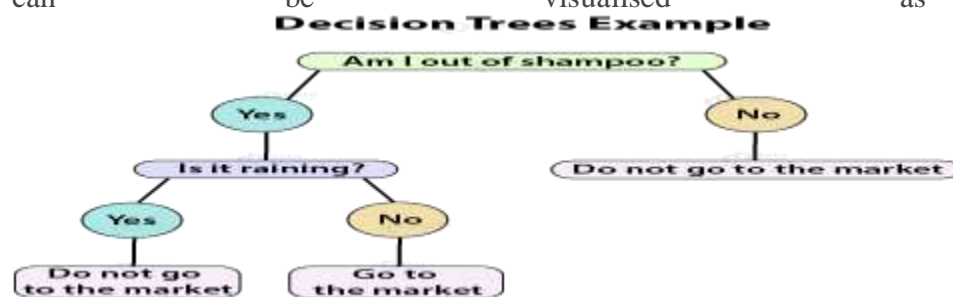 can be visualised as
Decision Trees Example
Am I out of shampoo?
Yes
No
Is it raining?
Do not go to the market
Yes
No
Do not go
to the market
Go to
the market